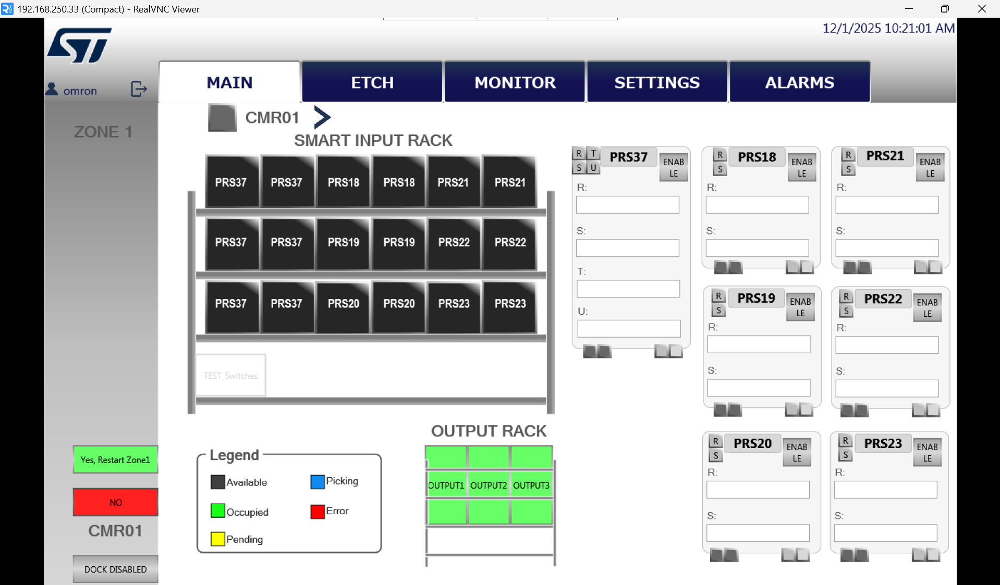 192.168.250.33 (Compact) - RealVNC Viewer
12/1/2025 10:21:01 AM
ST
omron
MAIN
ETCH
MONITOR
SETTINGS
ALARMS
ZONE 1
CMR01
SMART INPUT RACK
PRS37 PRS37 PRS18 PRS18 PRS21 PRS21
PRS37 PRS37 PRS19 PRS19 PRS22 PRS22
PRS37 PRS37 PRS20 PRS20 PRS23 PRS23
TEST_Switches
R T
S U
PRS37
ENAB
LE
R:
S:
T:
U:
R
S
PRS18
ENAB
LE
R:
S:
R
S
PRS21
ENAB
LE
R:
S:
R
S
PRS19
ENAB
LE
R:
S:
R
S
PRS22
ENAB
LE
R:
S:
R
S
PRS20
ENAB
LE
R:
S:
R
S
PRS23
ENAB
LE
R:
S:
Yes, Restart Zone1
NO
CMR01
DOCK DISABLED
Legend
Available
Picking
Occupied
Error
Pending
OUTPUT RACK
OUTPUT1 OUTPUT2 OUTPUT3